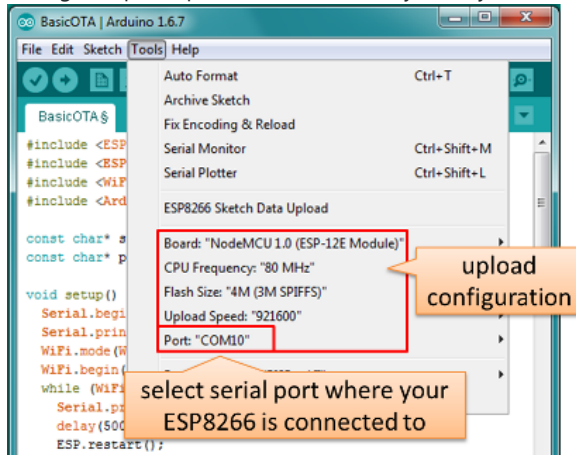 BasicOTA | Arduino 1.6.7
File Edit Sketch Tools Help
Auto Format Ctrl+T
Archive Sketch
BasicOTA §
Fix Encoding & Reload
#include <ESP
Serial Monitor Ctrl+Shift+M
#include <ESP
Serial Plotter Ctrl+Shift+L
#include <WiF
#include <Ard
ESP8266 Sketch Data Upload
const char* s
Board: "NodeMCU 1.0 (ESP-12E Module)"
const char* p
CPU Frequency: "80 MHz"
upload
configuration
void setup()
Flash Size: "4M (3M SPIFFS)"
Serial.begi
Upload Speed: "921600"
Serial.prin
Port: "COM10"
WiFi.mode(W
WiFi.begin(
while (WiFi
select serial port where your
ESP8266 is connected to
Serial.pr
delay(500
ESP.restart();